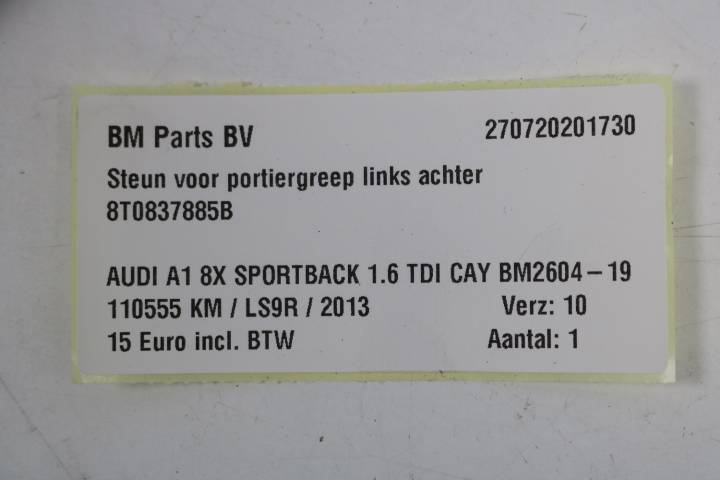 BM Parts BV 270720201730
Steun voor portiergreep links achter
8T0837885B
AUDI A1 8X SPORTBACK 1.6 TDI CAY BM2604-19
110555 KM / LS9R / 2013 Verz: 10
15 Euro incl. BTW Aantal: 1